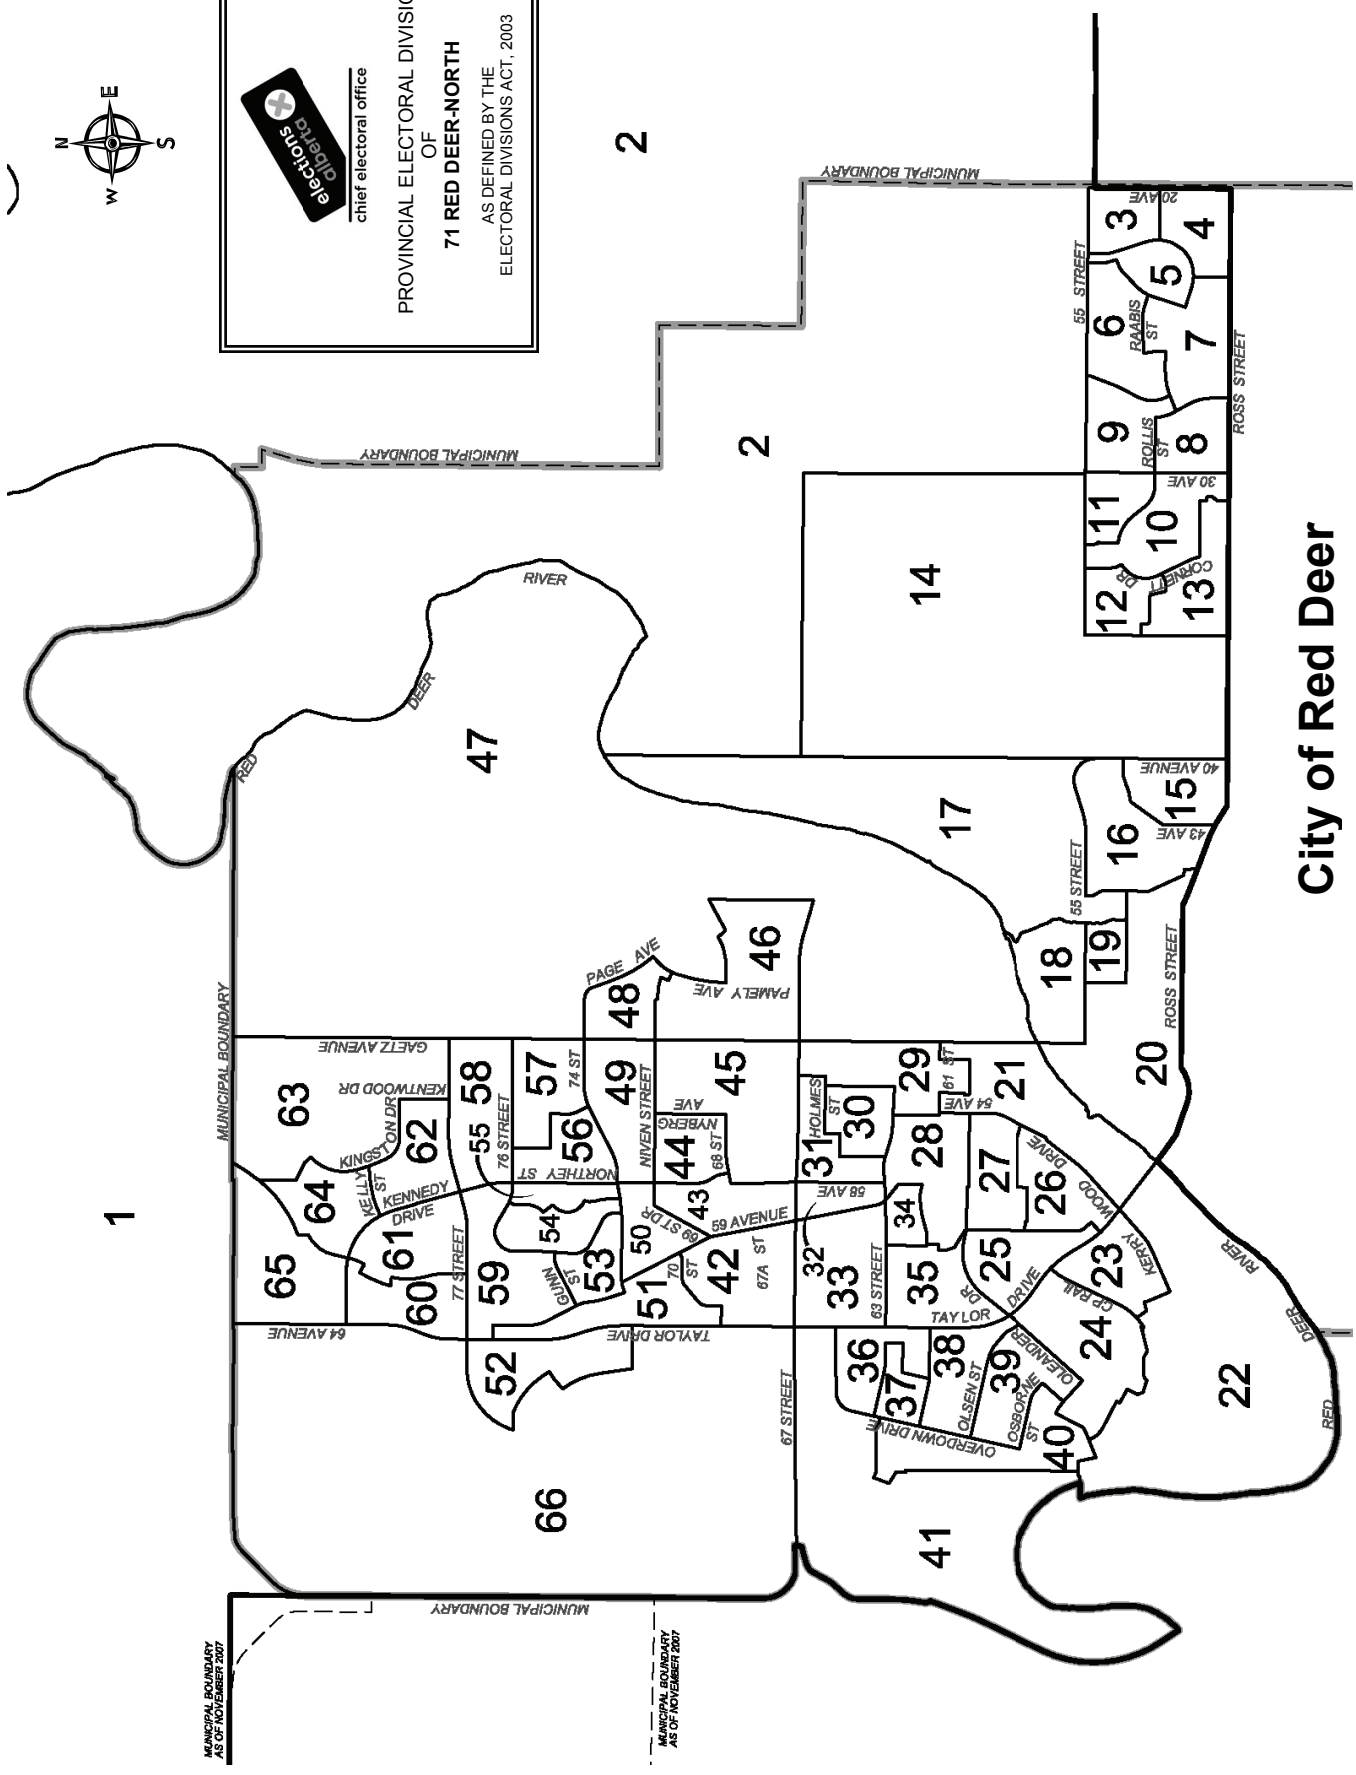 N
W E
S
elections
alberta
chief electoral office
PROVINCIAL ELECTORAL DIVISIO
OF
71 RED DEER-NORTH
AS DEFINED BY THE
ELECTORAL DIVISIONS ACT, 2003
City of Red Deer
MUNICIPAL BOUNDARY
AS OF NOVEMBER 2007
MUNICIPAL BOUNDARY
AS OF NOVEMBER 2007
MUNICIPAL BOUNDARY
MUNICIPAL BOUNDARY
MUNICIPAL BOUNDARY
MUNICIPAL BOUNDARY
1
2
2
3
4
5
6
7
8
9
10
11
12
13
14
15
16
17
18
19
20
21
22
23
24
25
26
27
28
29
30
31
32
33
34
35
36
37
38
39
40
41
42
43
44
45
46
47
48
49
50
51
52
53
54
55
56
57
58
59
60
61
62
63
64
65
66
RED
DEER
RIVER
RIVER
DEER
RED
20 AVE
55 STREET
RAABIS
ST
ROSS STREET
ROLLIS
ST
30 AVE
CORNETT
DR
40 AVENUE
43 AVE
55 STREET
ROSS STREET
PAGE AVE
PAMELY AVE
GAETZ AVENUE
KENTWOOD DR
KINGSTON DR
KELLY
ST
KENNEDY
DRIVE
77 STREET
76 STREET
74 ST
NORTHEY ST
NIVEN STREET
NYBERG
AVE
68 ST
69 ST DR
59 AVENUE
70
ST
67A ST
GUNN
ST
64 AVENUE
TAYLOR DRIVE
67 STREET
HOLMES
ST
58 AVE
61 ST
54 AVE
63 STREET
TAYLOR
DR
DRIVE
KERRY
WOOD
DRIVE
CP RAIL
OLEANDER
OLSEN ST
OSBORNE
ST
OVERDOWN DRIVE